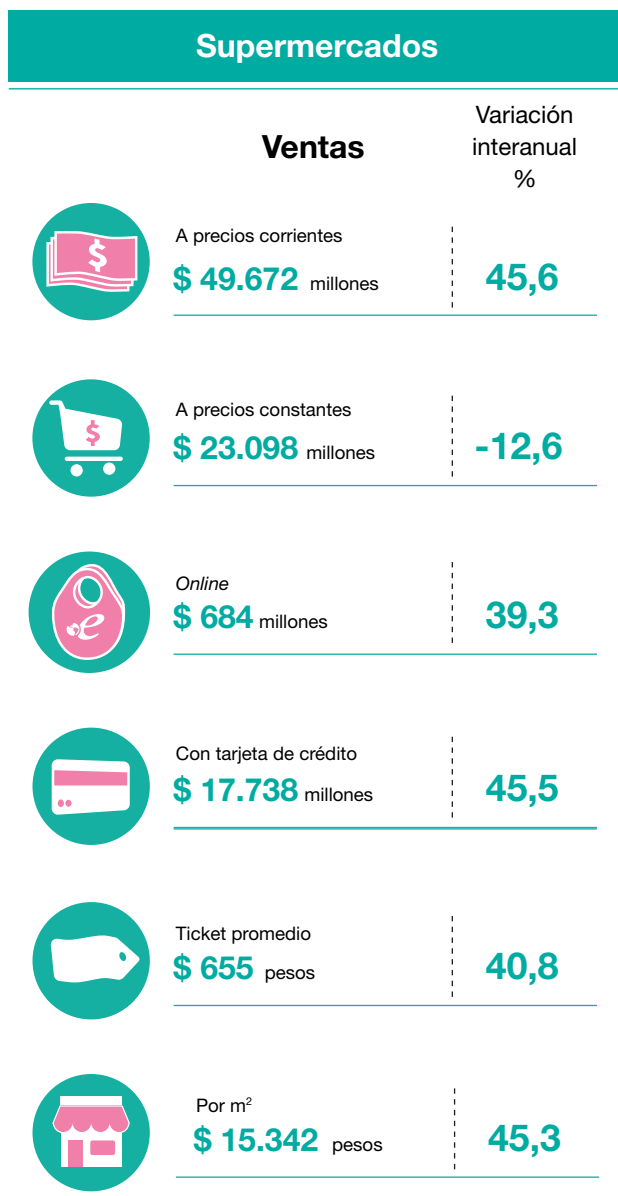 Supermercados
Ventas
Variación
interanual
%
A precios corrientes
$ 49.672 millones
45,6
A precios constantes
$ 23.098 millones
-12,6
Online
$ 684 millones
39,3
Con tarjeta de crédito
$ 17.738 millones
45,5
Ticket promedio
$ 655 pesos
40,8
Por m²
$ 15.342 pesos
45,3